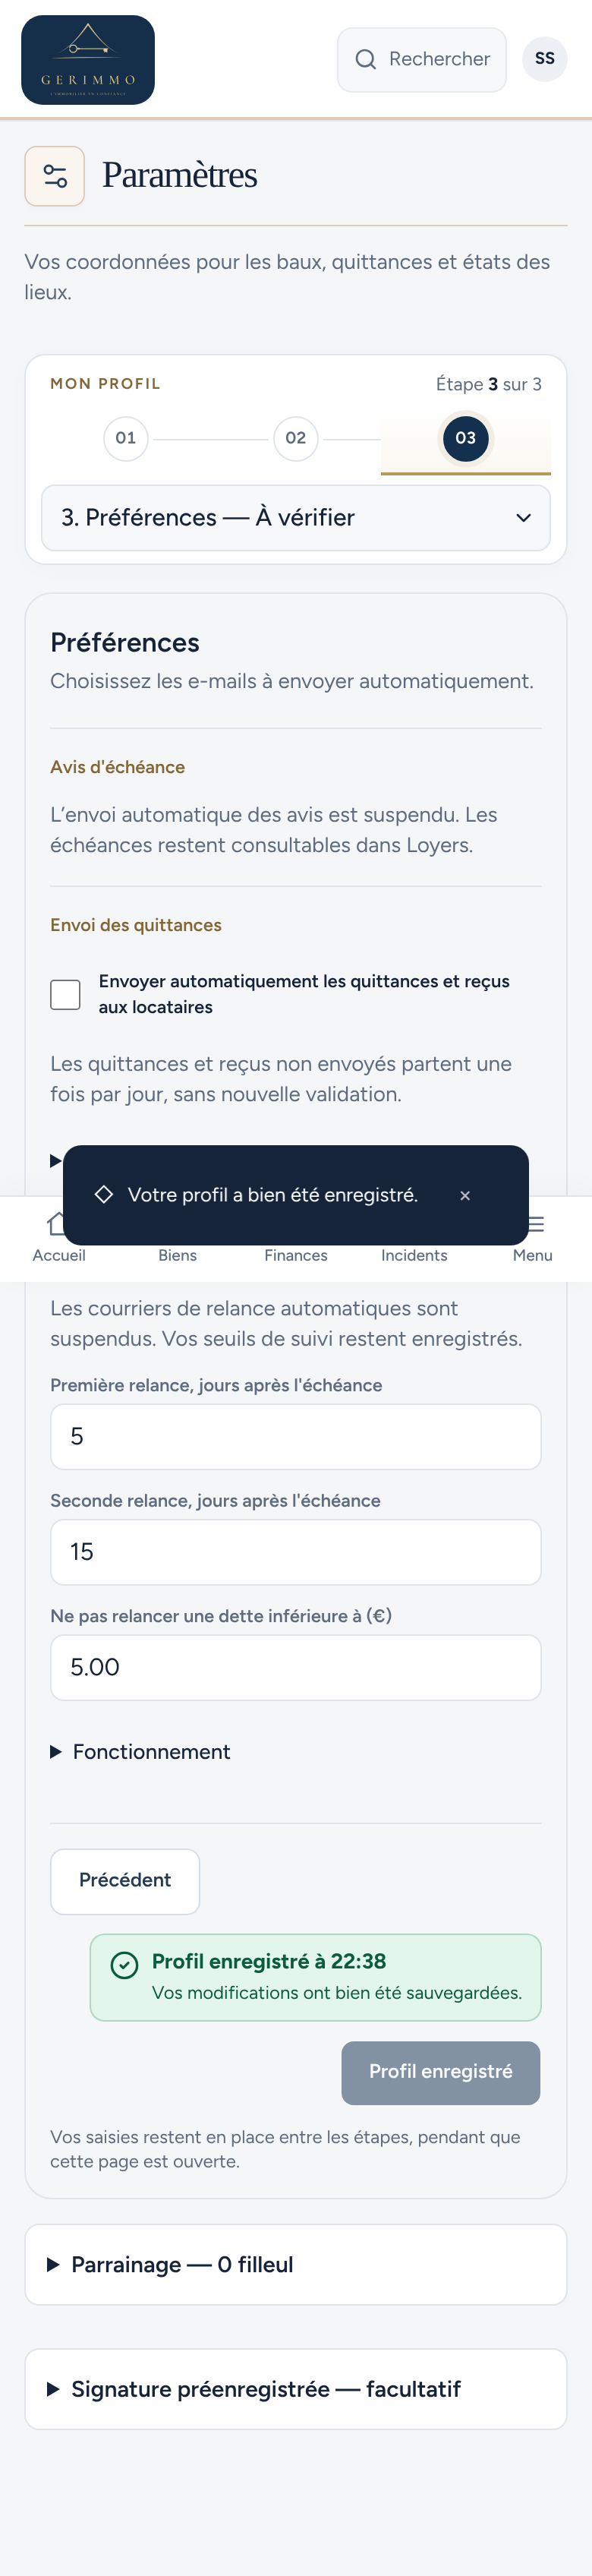 GERIMMO
L'IMMOBILIER EN CONFIANCE
Rechercher
SS
Paramètres
Vos coordonnées pour les baux, quittances et états des
lieux.
MON PROFIL
Étape 3 sur 3
01
02
03
3. Préférences — À vérifier
Préférences
Choisissez les e-mails à envoyer automatiquement.
Avis d'échéance
L’envoi automatique des avis est suspendu. Les
échéances restent consultables dans Loyers.
Envoi des quittances
Envoyer automatiquement les quittances et reçus
aux locataires
Les quittances et reçus non envoyés partent une
fois par jour, sans nouvelle validation.
Votre profil a bien été enregistré.
×
Accueil
Biens
Finances
Incidents
Menu
Les courriers de relance automatiques sont
suspendus. Vos seuils de suivi restent enregistrés.
Première relance, jours après l'échéance
5
Seconde relance, jours après l'échéance
15
Ne pas relancer une dette inférieure à (€)
5.00
Fonctionnement
Précédent
Profil enregistré à 22:38
Vos modifications ont bien été sauvegardées.
Profil enregistré
Vos saisies restent en place entre les étapes, pendant que
cette page est ouverte.
Parrainage — 0 filleul
Signature préenregistrée — facultatif